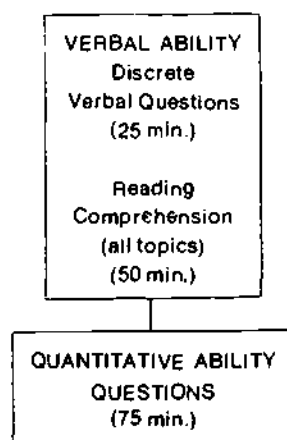 VERBAL ABILITY
Discrete
Verbal Questions
(25 min.)
Reading
Comprehension
(all topics)
(50 min.)
QUANTITATIVE ABILITY
QUESTIONS
(75 min.)